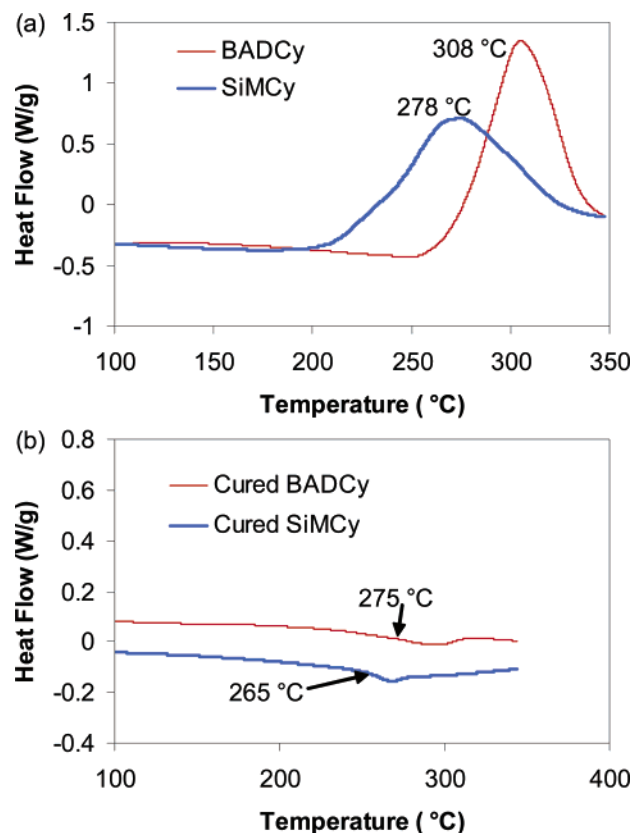 (a)
BADCy
SiMCy
308 °C
278 °C
1.5
1
0.5
0
-0.5
-1
Heat Flow (W/g)
100
150
200
250
300
350
Temperature ( °C)
(b)
Cured BADCy
Cured SiMCy
275 °C
265 °C
0.8
0.6
0.4
0.2
0
-0.2
-0.4
Heat Flow (W/g)
100
200
300
400
Temperature ( °C)